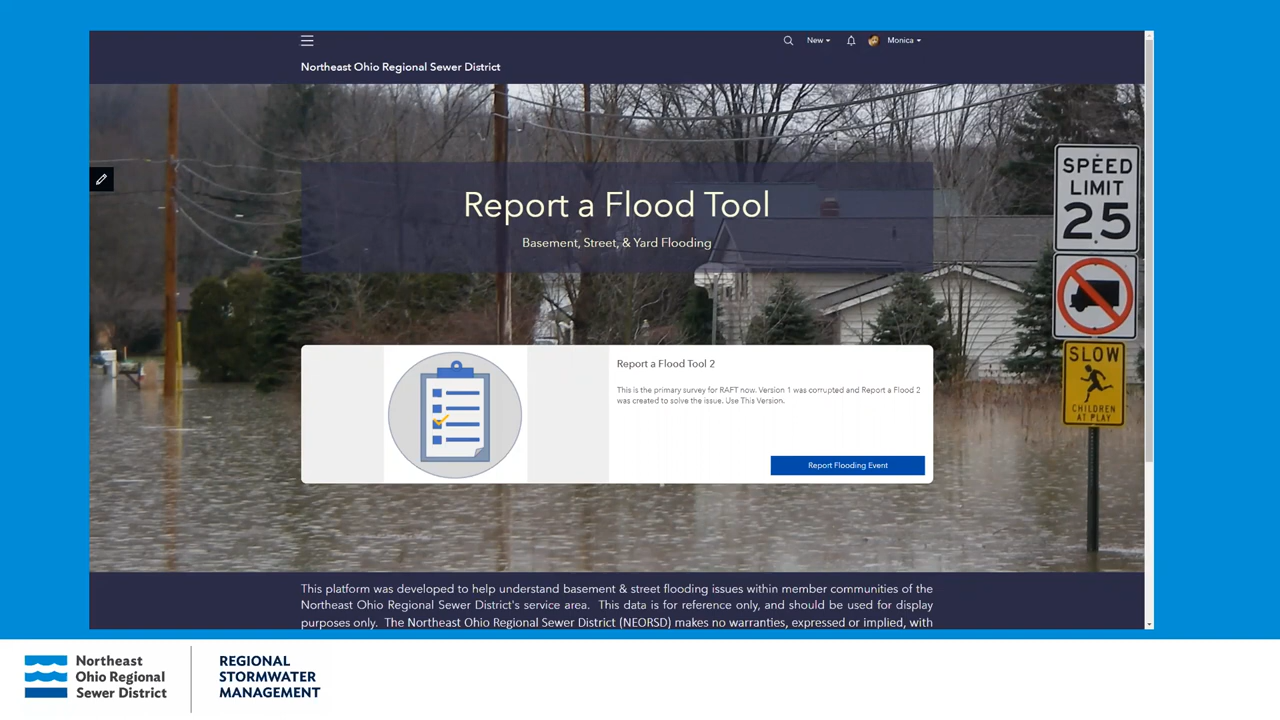 New
Monica
Northeast Ohio Regional Sewer District
Report a Flood Tool
Basement, Street, & Yard Flooding
SPEED
LIMIT
25
SLOW
CHILDREN
AT PLAY
Report a Flood Tool 2
This is the primary survey for RAFT now. Version 1 was corrupted and Report a Flood 2
was created to solve the issue. Use This Version.
Report Flooding Event
This platform was developed to help understand basement & street flooding issues within member communities of the
Northeast Ohio Regional Sewer District's service area. This data is for reference only, and should be used for display
purposes only. The Northeast Ohio Regional Sewer District (NEORSD) makes no warranties, expressed or implied, with
Northeast
Ohio Regional
Sewer District
REGIONAL
STORMWATER
MANAGEMENT